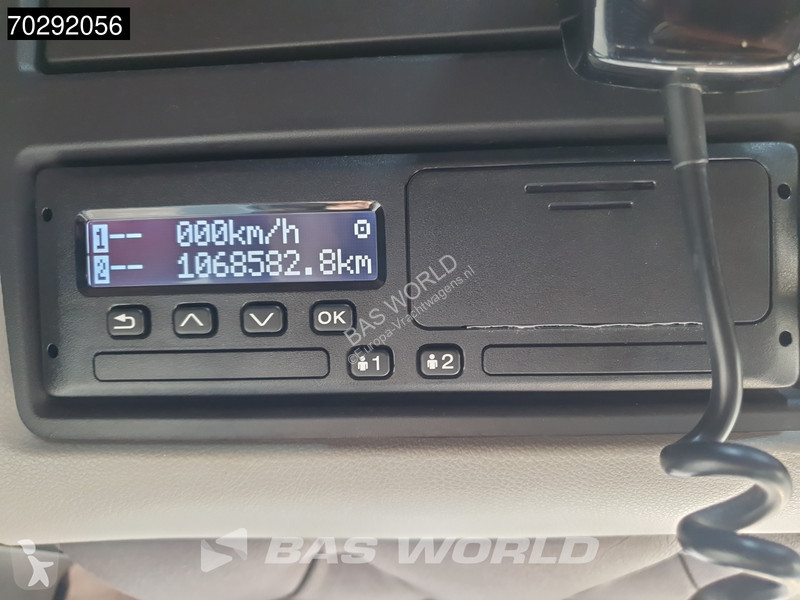 70292056
1-- 000km/h
2-- 1068582.8km
OK
1
2
BAS WORLD
©Europa-Vrachtwagens.nl
BAS WORLD